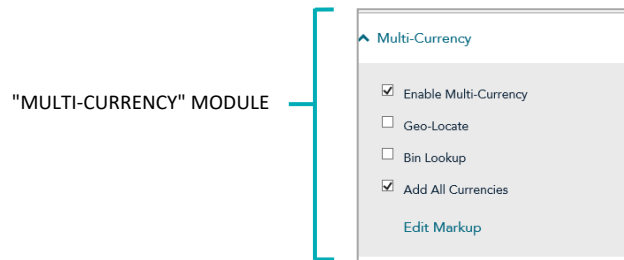 "MULTI-CURRENCY" MODULE
Multi-Currency
Enable Multi-Currency
Geo-Locate
Bin Lookup
Add All Currencies
Edit Markup